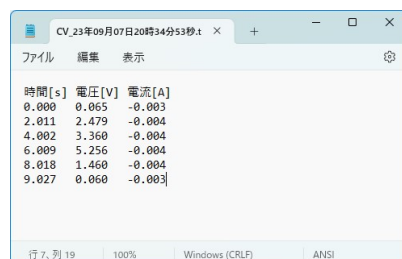 CV_23年09月07日20時34分53秒.t × +
ファイル 編集 表示
時間[s] 電圧[V] 電流[A]
0.000 0.065 -0.003
2.011 2.479 -0.004
4.002 3.360 -0.004
6.009 5.256 -0.004
8.018 1.460 -0.004
9.027 0.060 -0.003
行 7、列 19 100% Windows (CRLF) ANSI